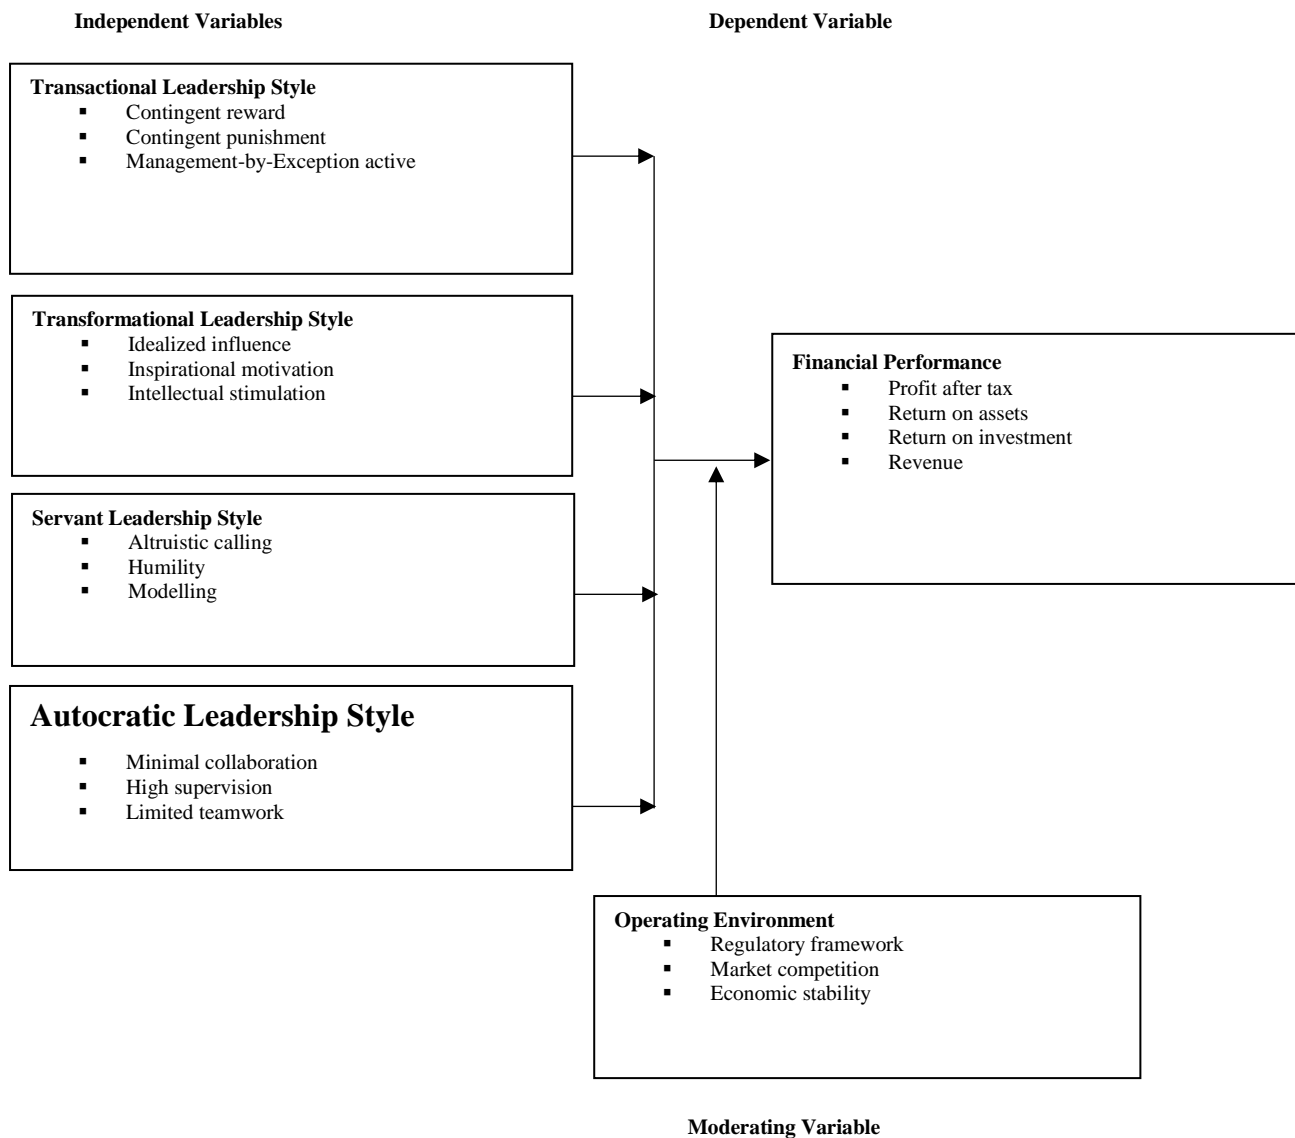 Independent Variables
Dependent Variable
Transactional Leadership Style
▪ Contingent reward
▪ Contingent punishment
▪ Management-by-Exception active
Transformational Leadership Style
▪ Idealized influence
▪ Inspirational motivation
▪ Intellectual stimulation
Financial Performance
▪ Profit after tax
▪ Return on assets
▪ Return on investment
▪ Revenue
Servant Leadership Style
▪ Altruistic calling
▪ Humility
▪ Modelling
Autocratic Leadership Style
▪ Minimal collaboration
▪ High supervision
▪ Limited teamwork
Operating Environment
▪ Regulatory framework
▪ Market competition
▪ Economic stability
Moderating Variable